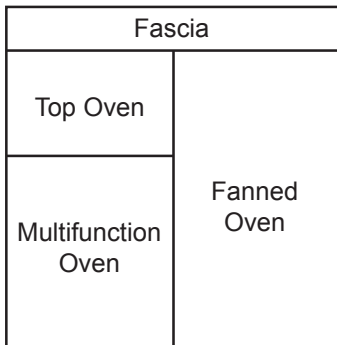 Fascia
Top Oven
Multifunction
Oven
Fanned
Oven